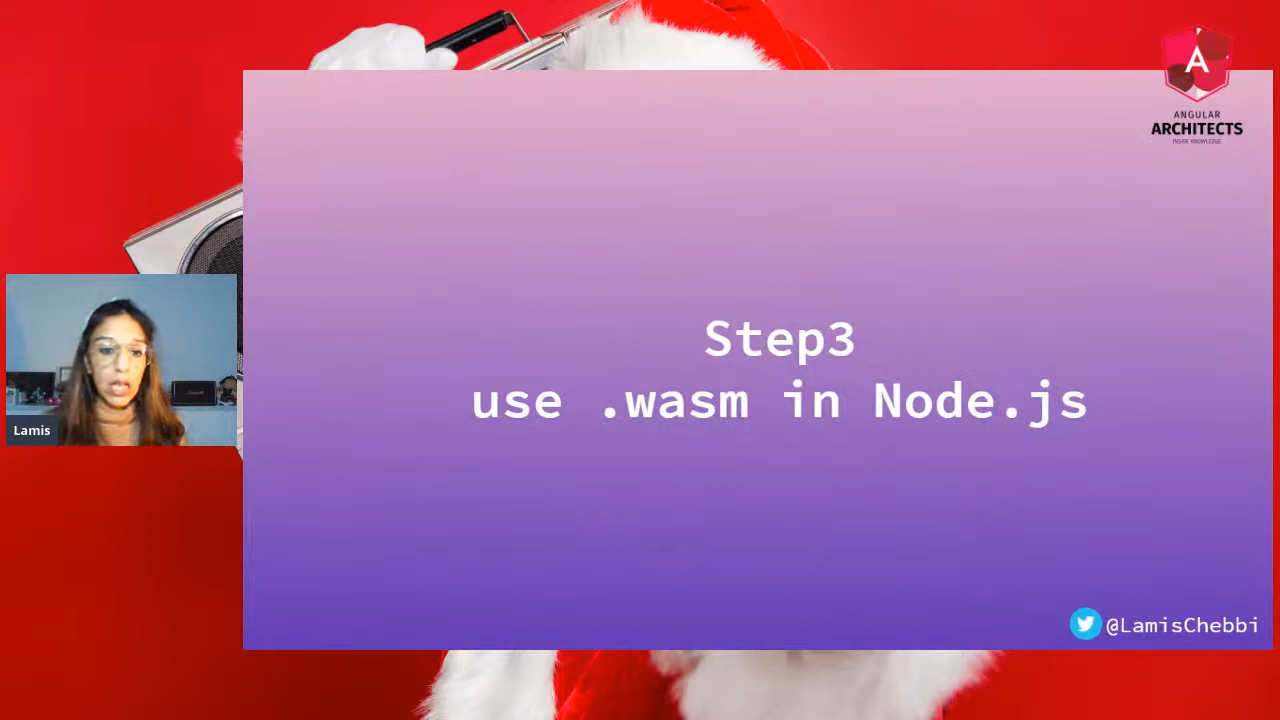 ANGULAR
ARCHITECTS
INSIDE KNOWLEDGE
Step3
use .wasm in Node.js
Lamis
@LamisChebbi